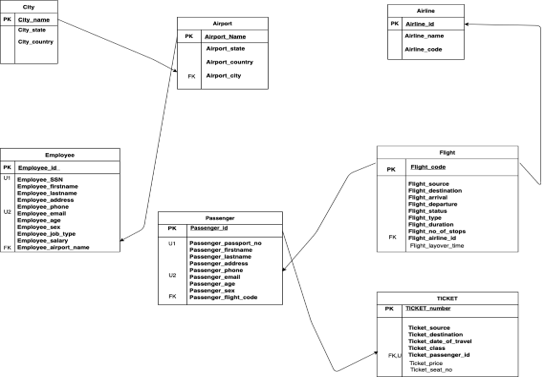 City
PK City_name
City_state
City_country
Airport
PK Airport_Name
Airport_state
Airport_country
FK Airport_city
Airline
PK Airline_id
Airline_name
Airline_code
Employee
PK Employee_id
U1 Employee_SSN
Employee_firstname
Employee_lastname
Employee_address
Employee_phone
U2 Employee_email
Employee_age
Employee_sex
Employee_job_type
Employee_salary
FK Employee_airport_name
Passenger
PK Passenger_id
U1 Passenger_pasport_no
Passenger_firstname
Passenger_lastname
Passenger_address
Passenger_phone
U2 Passenger_email
Passenger_age
Passenger_sex
FK Passenger_flight_code
Flight
PK Flight_code
Flight_source
Flight_destination
Flight_arrival
Flight_departure
Flight_status
Flight_type
Flight_duration
Flight_no_of_stops
FK Flight_airline_id
Flight_layover_time
TICKET
PK TICKET_number
Ticket_source
Ticket_destination
Ticket_date_of_travel
Ticket_class
FK,U Ticket_passenger_id
Ticket_price
Ticket_seat_no